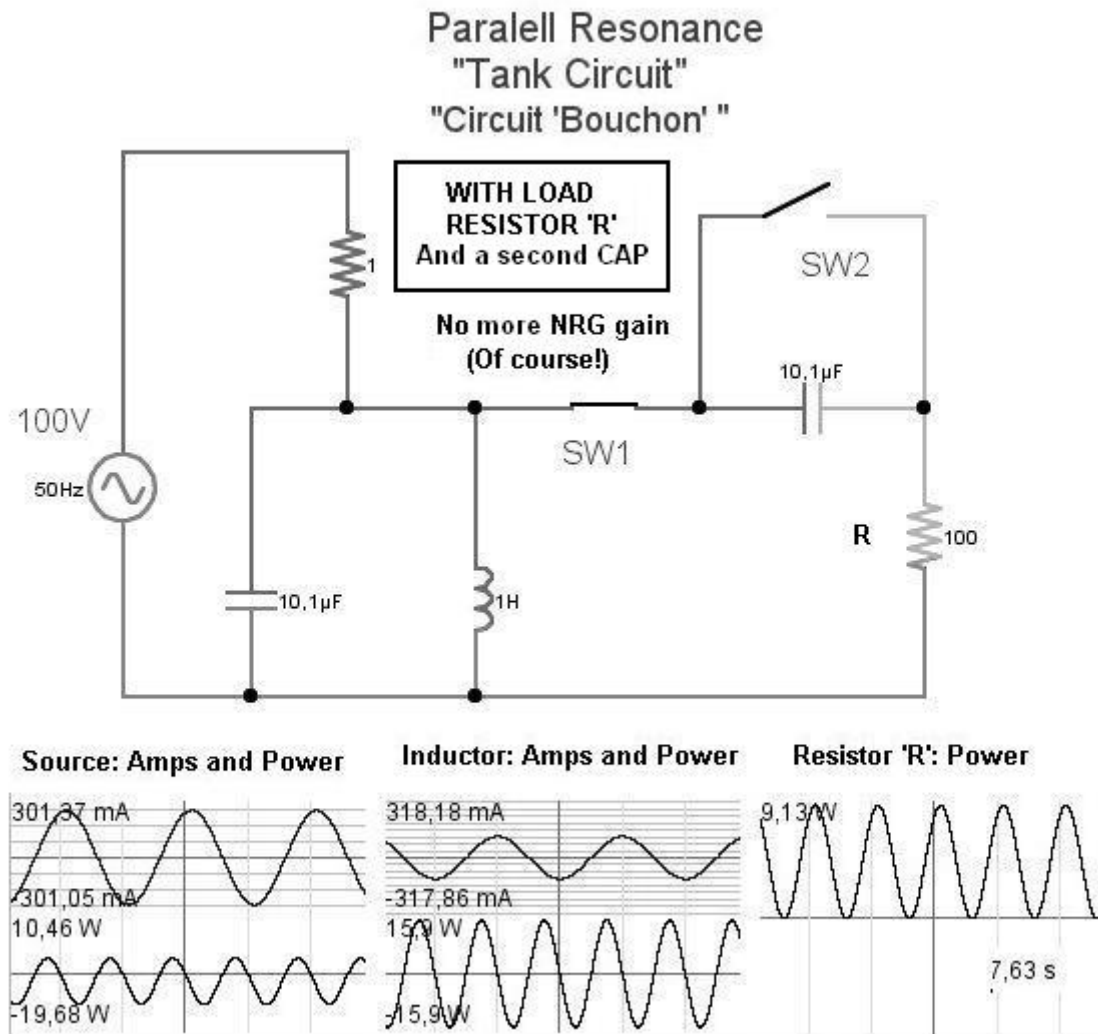 Paralell Resonance
"Tank Circuit"
"Circuit 'Bouchon' "
WITH LOAD
RESISTOR 'R'
And a second CAP
No more NRG gain
(Of course!)
1
SW2
10,1µF
100V
50Hz
SW1
R
100
10,1µF
1H
Source: Amps and Power
301,37 mA
-301,05 mA
10,46 W
-19,68 W
Inductor: Amps and Power
318,18 mA
-317,86 mA
15,9 W
-15,9 W
Resistor 'R': Power
9,13 W
7,63 s